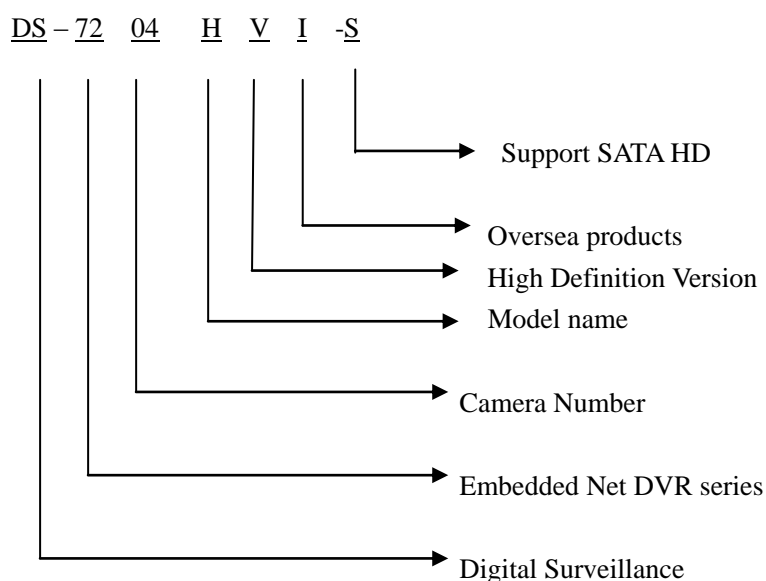 DS – 72 04 H V I -S
Support SATA HD
Oversea products
High Definition Version
Model name
Camera Number
Embedded Net DVR series
Digital Surveillance